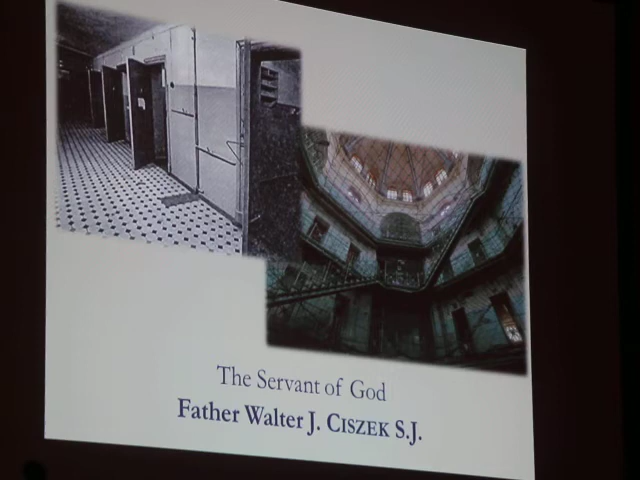 The Servant of God
Father Walter J. CISZEK S.J.